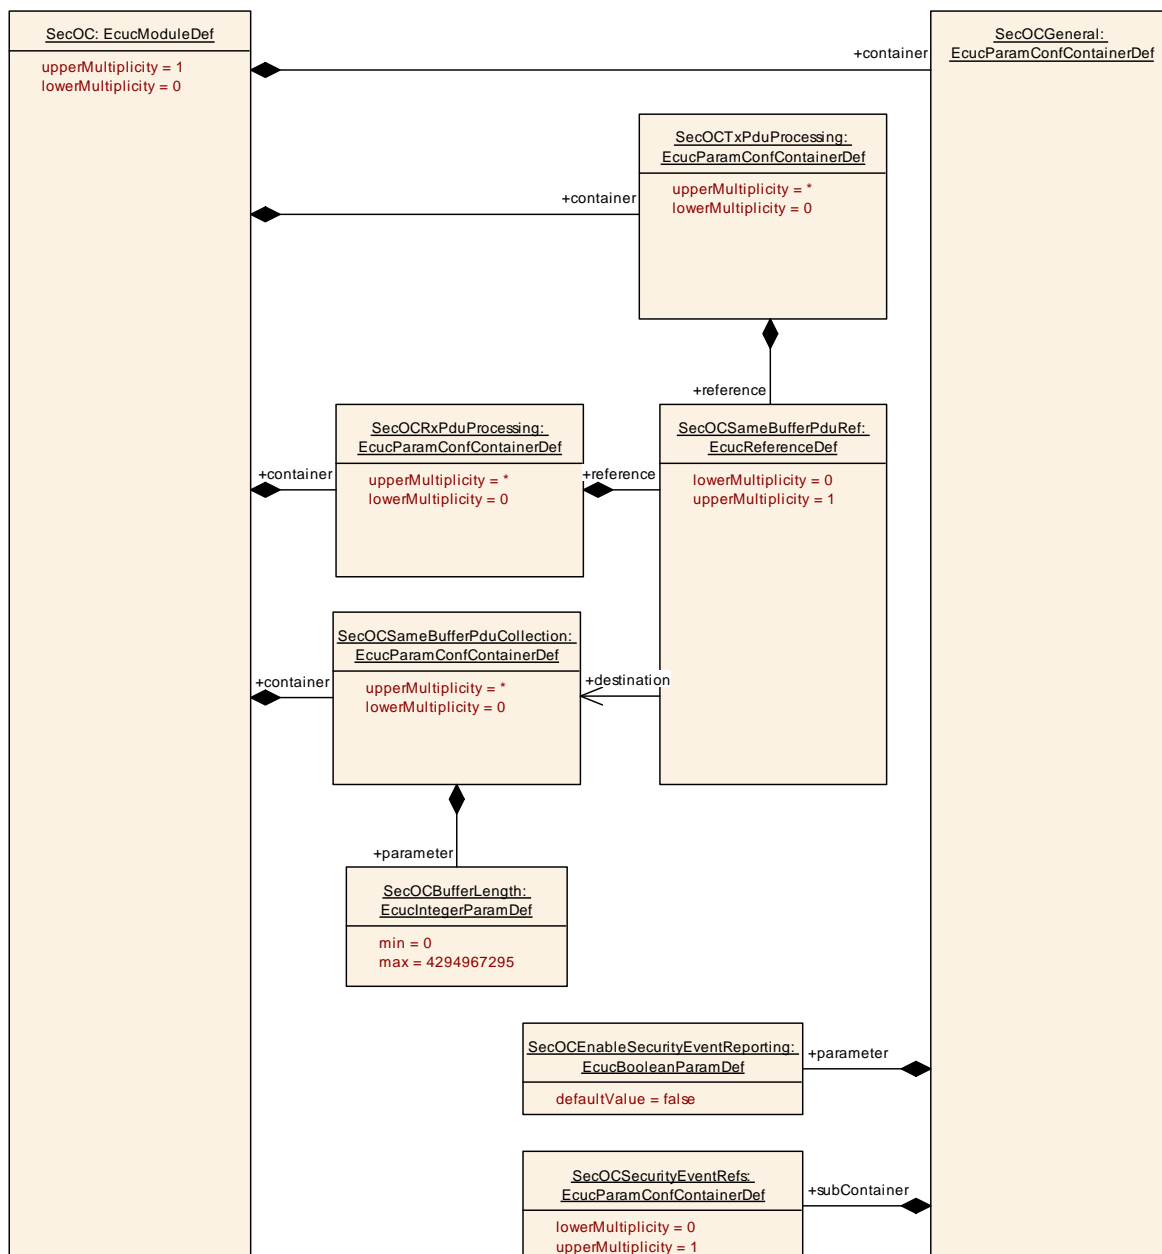 SecOC: EcucModuleDef
upperMultiplicity = 1
lowerMultiplicity = 0
+container
SecOCGeneral:
EcucParamConfContainerDef
SecOCTxPduProcessing:
EcucParamConfContainerDef
upperMultiplicity = *
lowerMultiplicity = 0
+container
+reference
SecOCRxPduProcessing:
EcucParamConfContainerDef
upperMultiplicity = *
lowerMultiplicity = 0
+container
+reference
SecOCSameBufferPduRef:
EcucReferenceDef
lowerMultiplicity = 0
upperMultiplicity = 1
SecOCSameBufferPduCollection:
EcucParamConfContainerDef
upperMultiplicity = *
lowerMultiplicity = 0
+container
+destination
+parameter
SecOCBufferLength:
EcucIntegerParamDef
min = 0
max = 4294967295
SecOCEnableSecurityEventReporting:
EcucBooleanParamDef
defaultValue = false
+parameter
SecOCSecurityEventRefs:
EcucParamConfContainerDef
lowerMultiplicity = 0
upperMultiplicity = 1
+subContainer